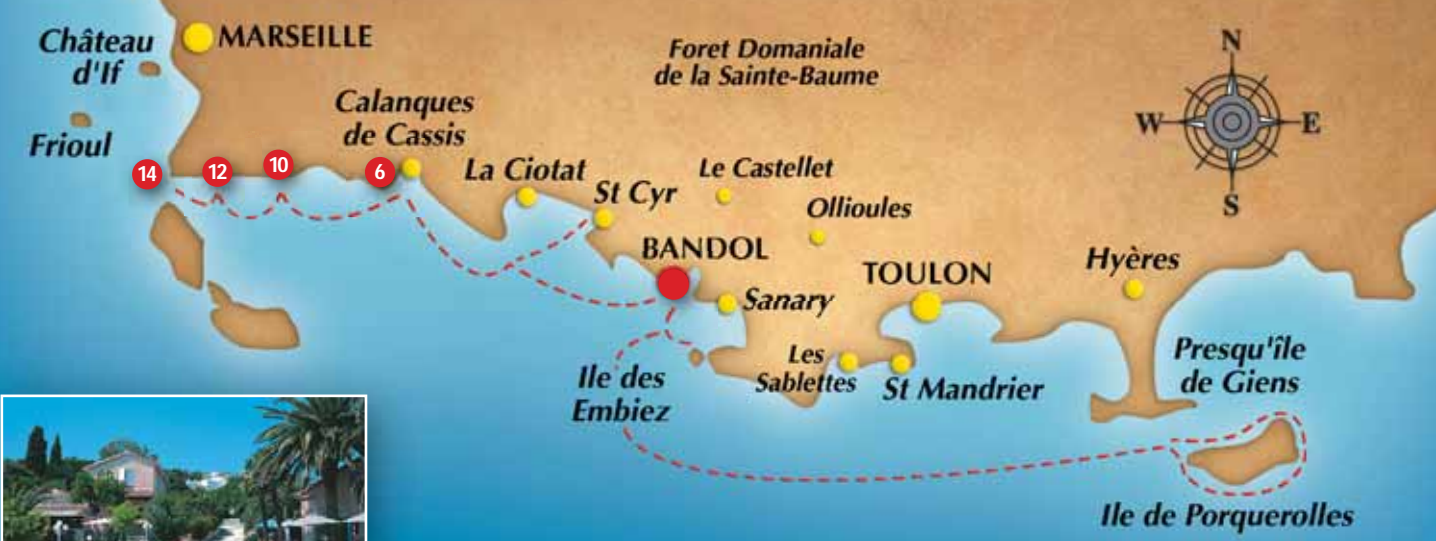 Château
d'If
MARSEILLE
Foret Domaniale
de la Sainte-Baume
N
W
E
S
Calanques
de Cassis
Frioul
14
12
10
6
La Ciotat
St Cyr
Le Castellet
Ollioules
BANDOL
Sanary
TOULON
Hyères
Ile des
Embiez
Les
Sablettes
St Mandrier
Presqu'île
de Giens
Ile de Porquerolles